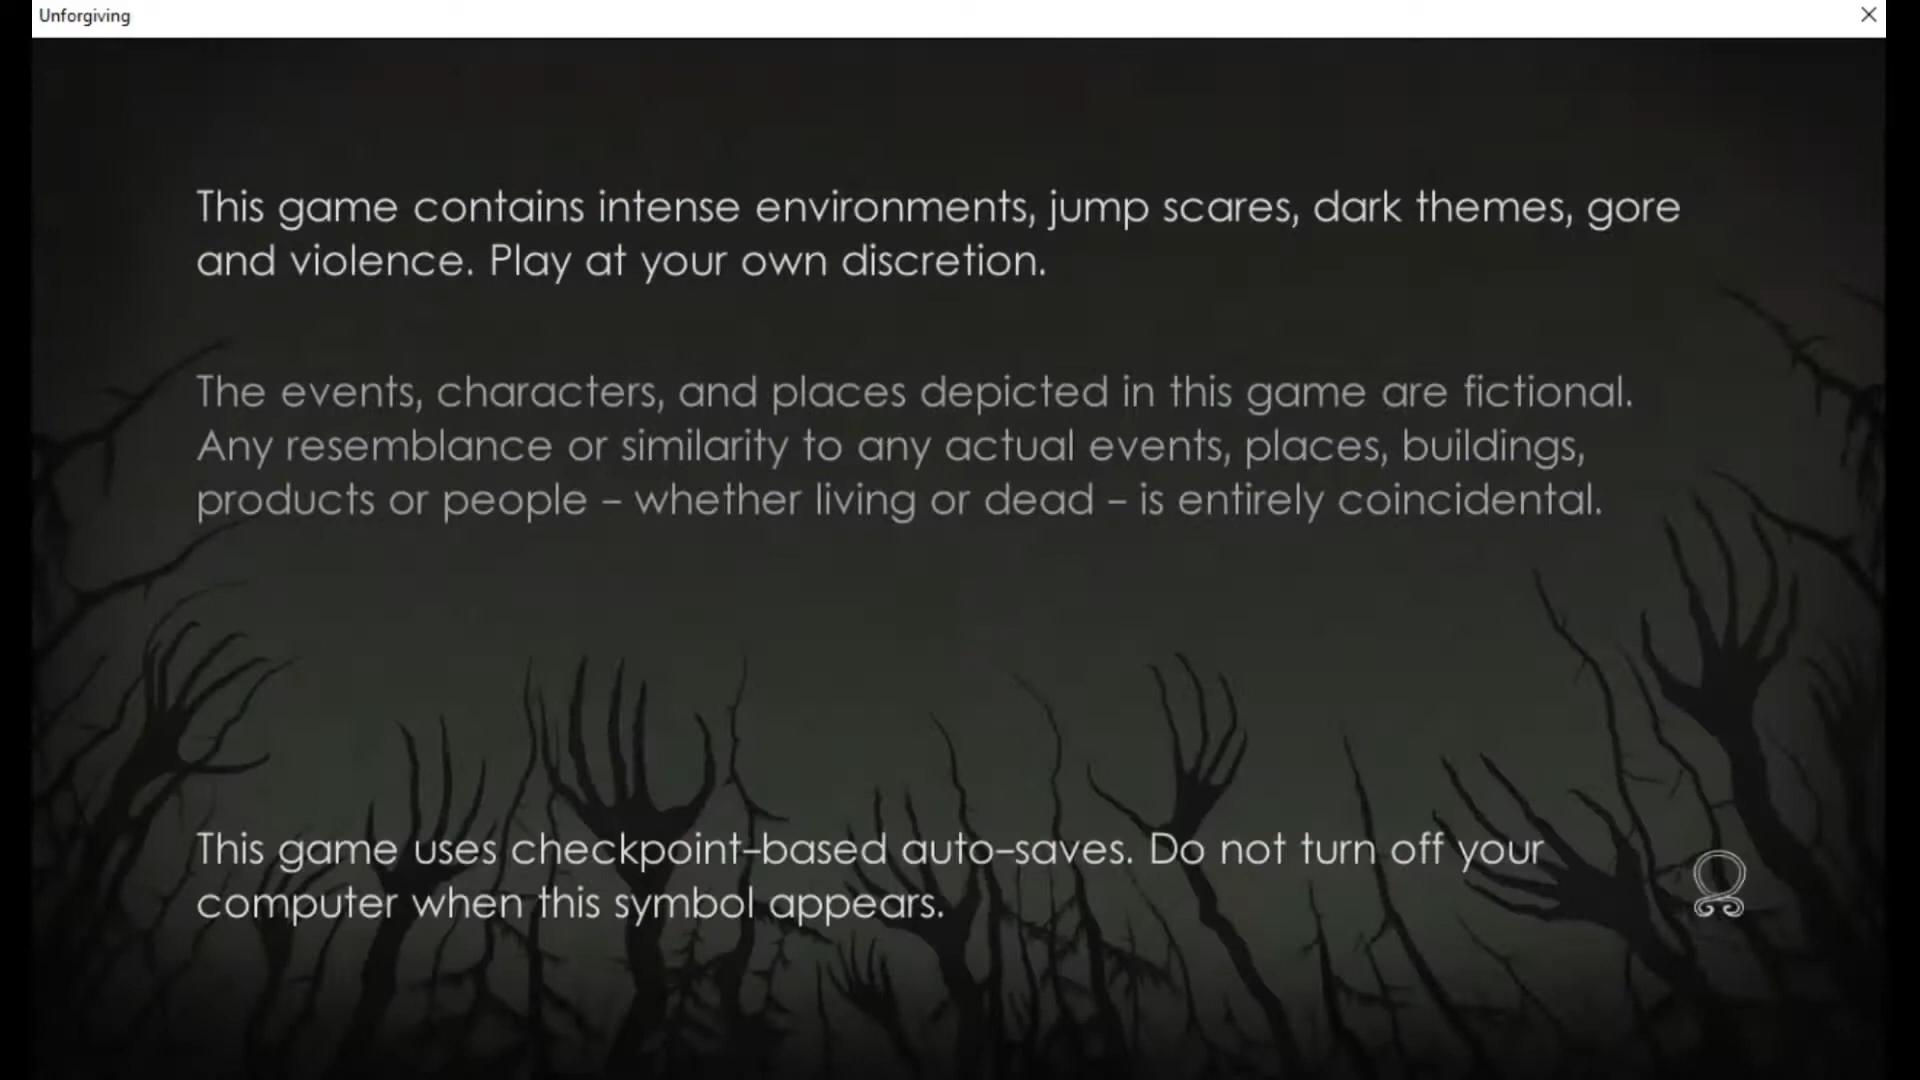 Unforgiving
This game contains intense environments, jump scares, dark themes, gore
and violence. Play at your own discretion.
The events, characters, and places depicted in this game are fictional.
Any resemblance or similarity to any actual events, places, buildings,
products or people – whether living or dead – is entirely coincidental.
This game uses checkpoint-based auto-saves. Do not turn off your
computer when this symbol appears.